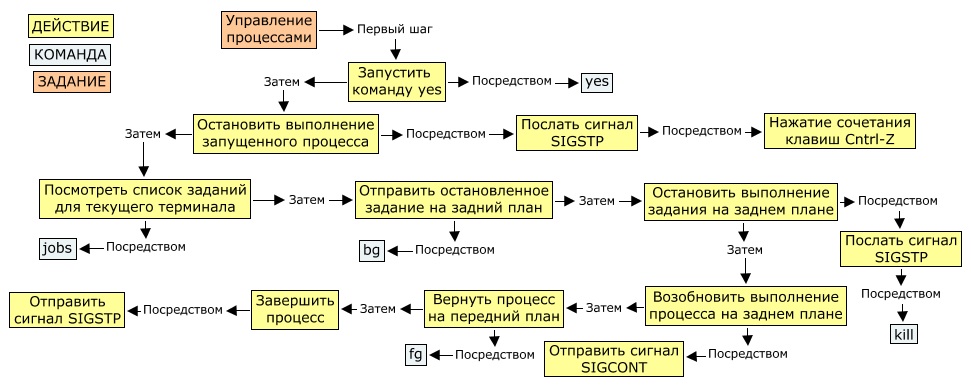 ДЕЙСТВИЕ
КОМАНДА
ЗАДАНИЕ
Управление
процессами
Первый шаг
Запустить
команду yes
Посредством
yes
Затем
Остановить выполнение
запущенного процесса
Посредством
Послать сигнал
SIGSTP
Посредством
Нажатие сочетания
клавиш Cntrl-Z
Затем
Посмотреть список заданий
для текущего терминала
Посредством
jobs
Затем
Отправить остановленное
задание на задний план
Посредством
bg
Затем
Остановить выполнение
задания на заднем плане
Посредством
Послать сигнал
SIGSTP
Посредством
kill
Затем
Возобновить выполнение
процесса на заднем плане
Посредством
Отправить сигнал
SIGCONT
Затем
Вернуть процесс
на передний план
Посредством
fg
Затем
Завершить
процесс
Посредством
Отправить
сигнал SIGSTP